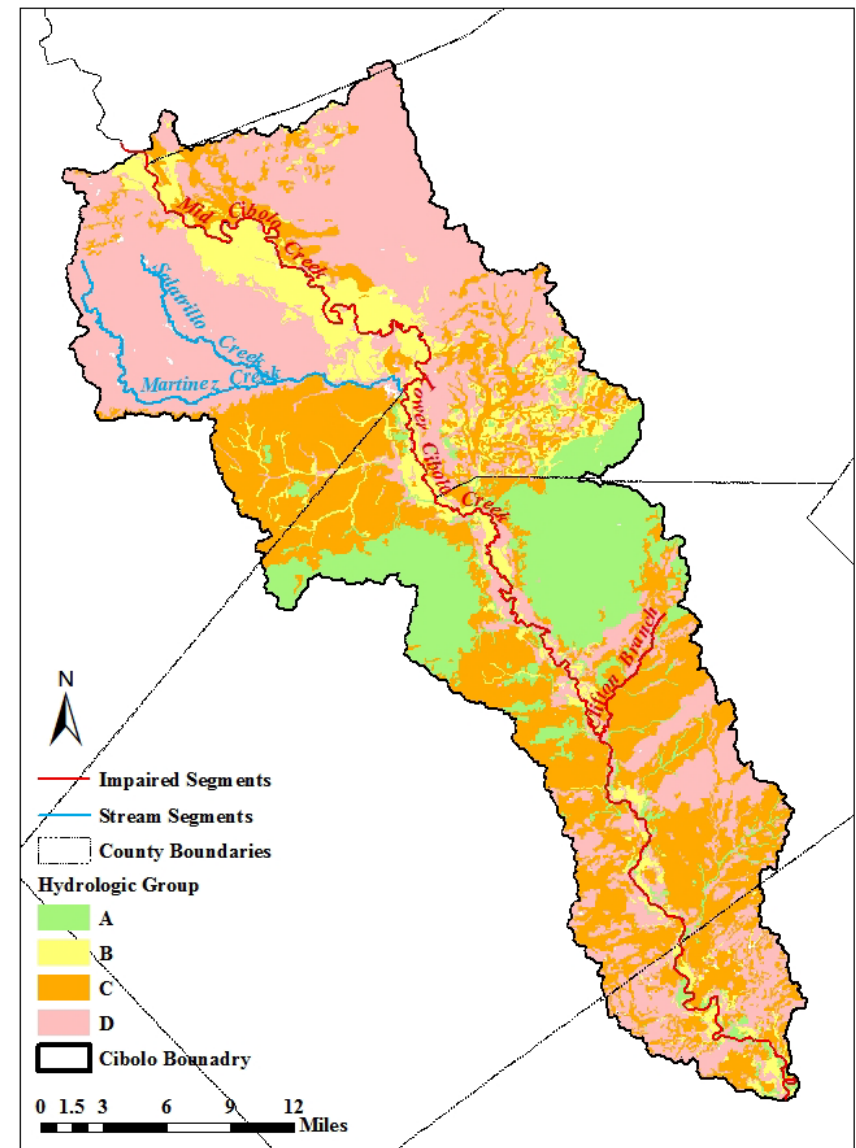 Mid Cibolo Creek
Salatrillo Creek
Martinez Creek
Lower Cibolo Creek
Clifton Branch
N
Impaired Segments
Stream Segments
County Boundaries
Hydrologic Group
A
B
C
D
Cibolo Bounadry
0 1.5 3 6 9 12
Miles